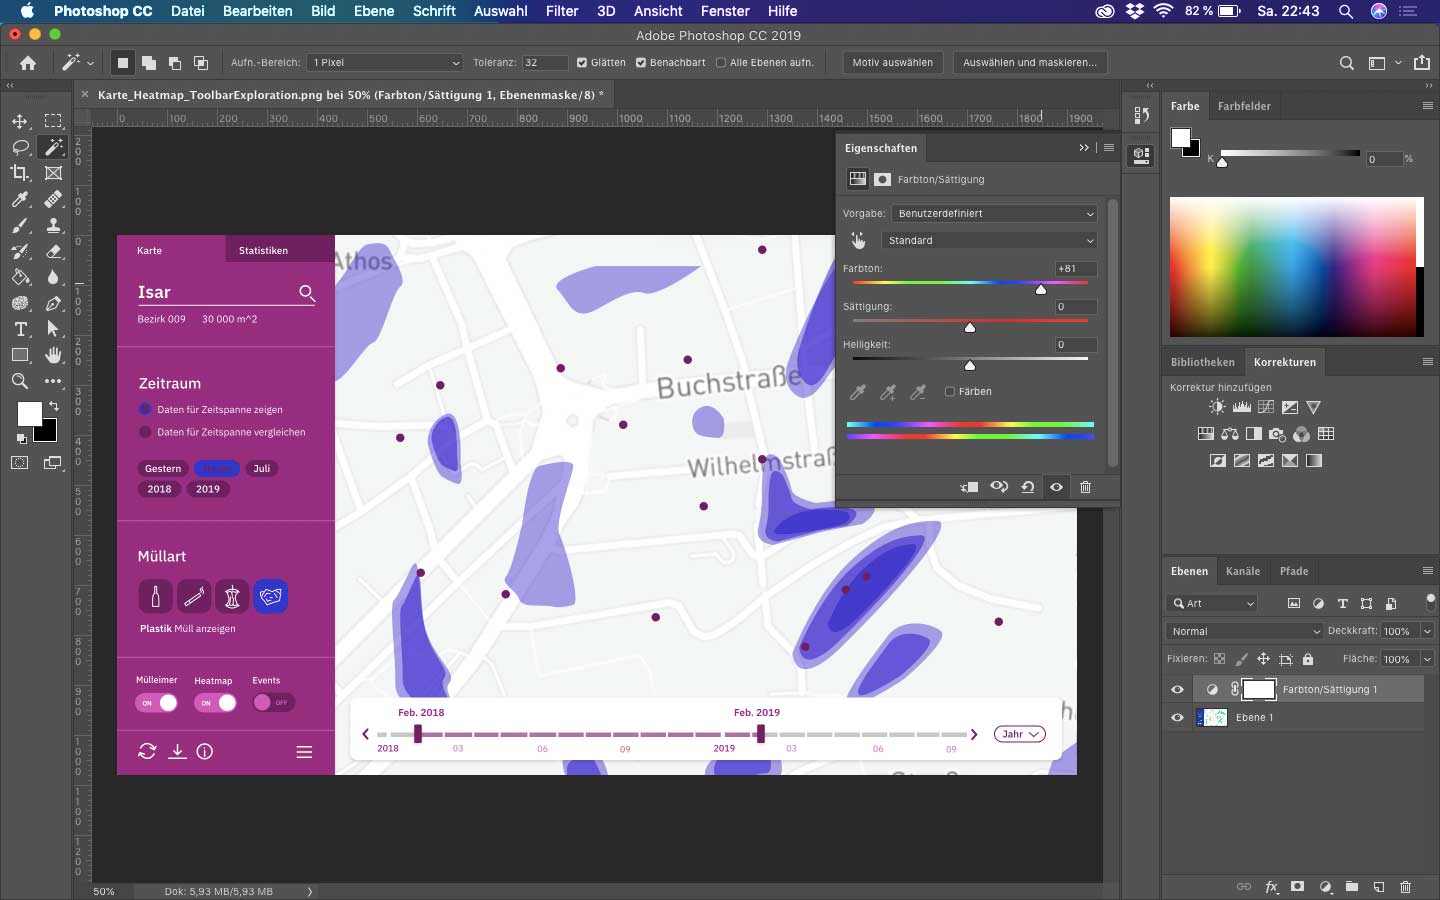 Photoshop CC Datei Bearbeiten Bild Ebene Schrift Auswahl Filter 3D Ansicht Fenster Hilfe 82 % Sa. 22:43
Adobe Photoshop CC 2019
Aufn.-Bereich: 1 Pixel Toleranz: 32 Glätten Benachbart Alle Ebenen aufn. Motiv auswählen Auswählen und maskieren...
Karte_Heatmap_ToolbarExploration.png bei 50% (Farbton/Sättigung 1, Ebenenmaske/8) *
0 100 200 300 400 500 600 700 800 900 1000 1100 1200 1300 1400 1500 1600 1700 1800 1900
Karte Statistiken
Isar
Bezirk 009 30 000 m^2
Zeitraum
Daten für Zeitspanne zeigen
Daten für Zeitspanne vergleichen
Gestern Juli
2018 2019
Müllart
Plastik Müll anzeigen
Mülleimer Heatmap Events
ON ON OFF
Athos
Buchstraße
Wilhelmstraß
Feb. 2018 Feb. 2019
2018 03 06 09 2019 03 06 09
Jahr
Eigenschaften
Farbton/Sättigung
Vorgabe: Benutzerdefiniert
Standard
Farbton: +81
Sättigung: 0
Helligkeit: 0
Färben
Farbe Farbfelder
K 0 %
Bibliotheken Korrekturen
Korrektur hinzufügen
Ebenen Kanäle Pfade
Art
Normal Deckkraft: 100%
Fixieren: Fläche: 100%
Farbton/Sättigung 1
Ebene 1
50% Dok: 5,93 MB/5,93 MB